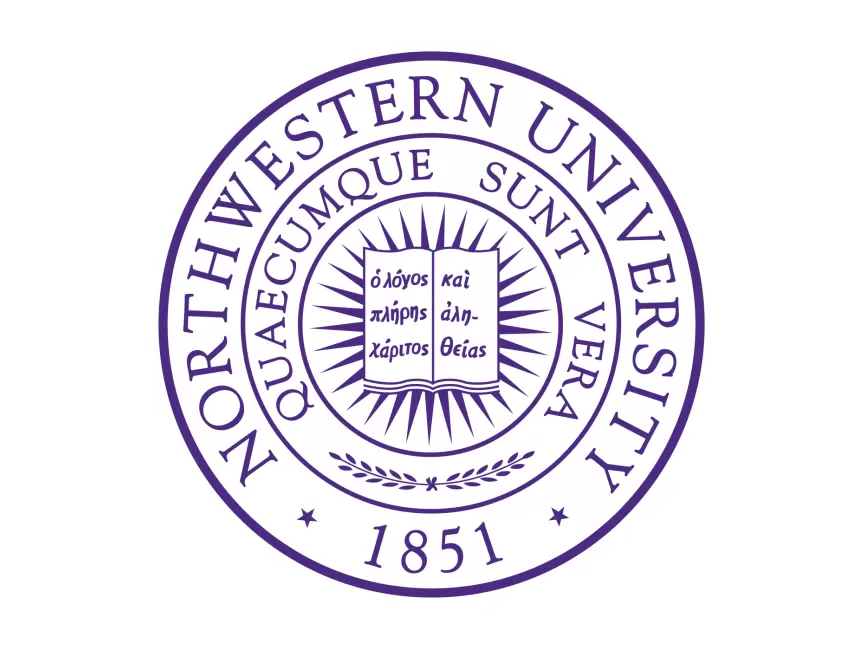 NORTHWESTERN UNIVERSITY
QUAECUMQUE SUNT VERA
ὁ λόγος
πλήρης
χάριτος
καὶ
ἀλη-
θείας
1851